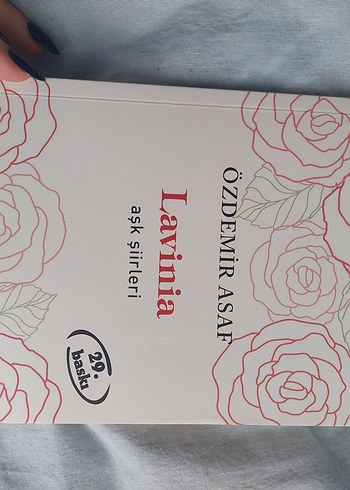 ÖZDEMİR ASAF
Lavinia
aşk şiirleri
29.
baskı